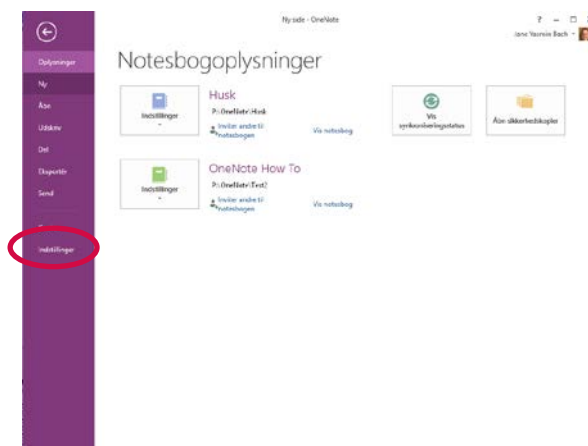 Ny side - OneNote
?
Jane Yasmin Bach
Oplysninger
Ny
Åbn
Udskriv
Del
Eksportér
Send
Indstillinger
Notesbogoplysninger
Indstillinger
Husk
P:\OneNote\Husk
Inviter andre til
notesbogen
Vis notesbog
Indstillinger
OneNote How To
P:\OneNote\Test2
Inviter andre til
notesbogen
Vis notesbog
Vis
synkroniseringsstatus
Åbn sikkerhedskopier